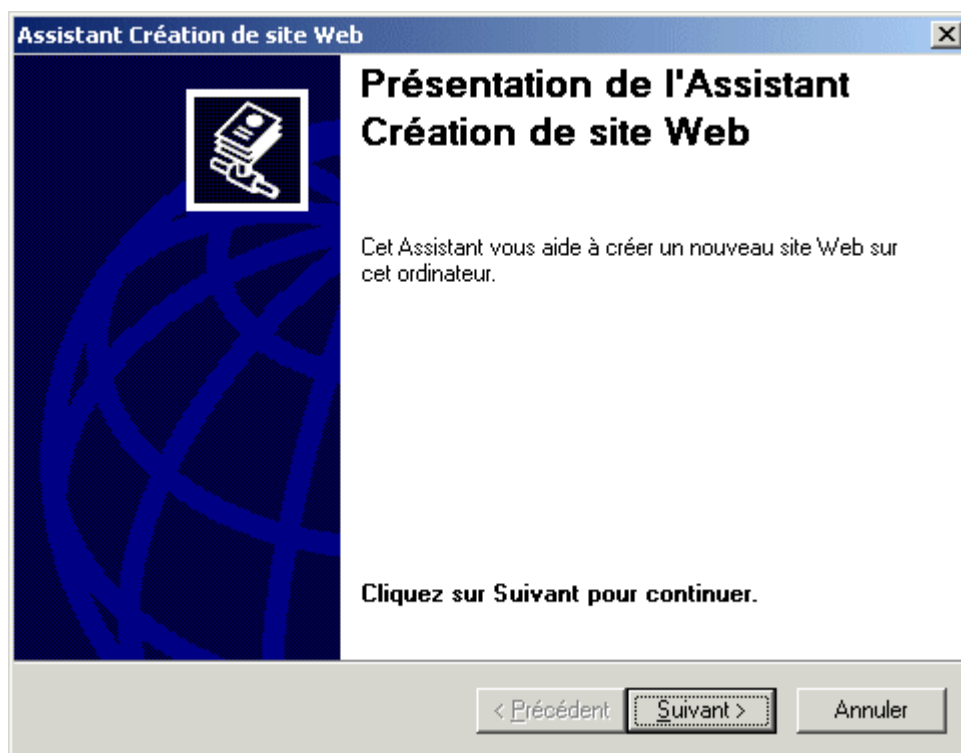 Assistant Création de site Web
Présentation de l'Assistant
Création de site Web
Cet Assistant vous aide à créer un nouveau site Web sur
cet ordinateur.
Cliquez sur Suivant pour continuer.
< Précédent Suivant > Annuler